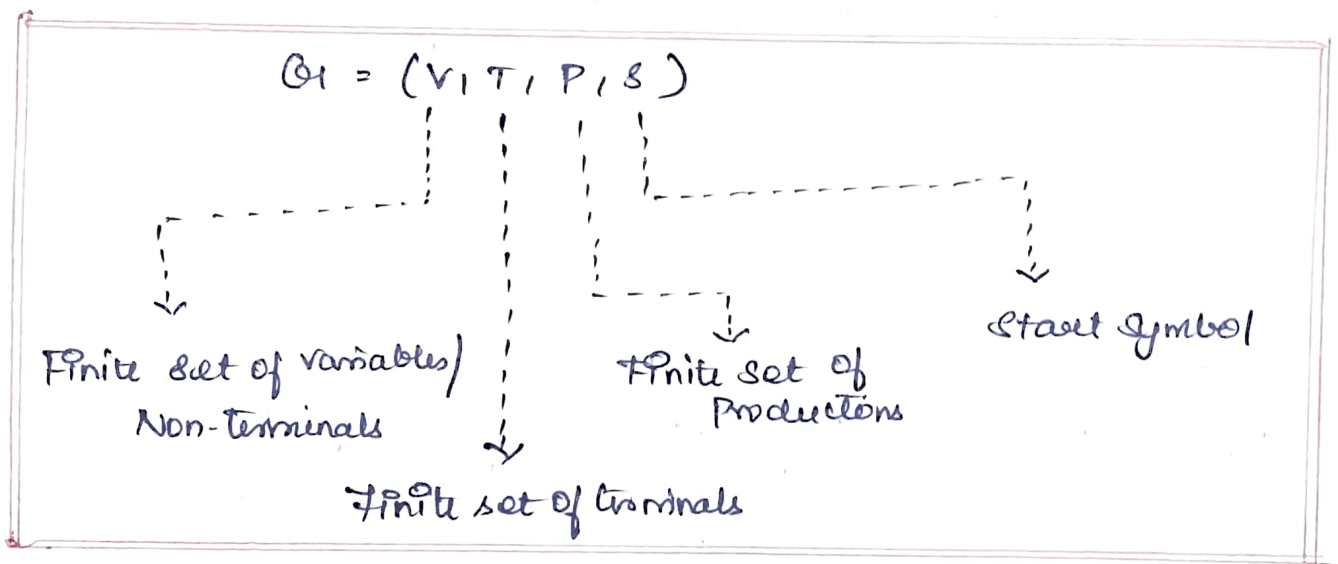 G = (V, T, P, S)
Start Symbol
Finite set of variables/
Non-terminals
Finite set of
Productions
Finite set of terminals